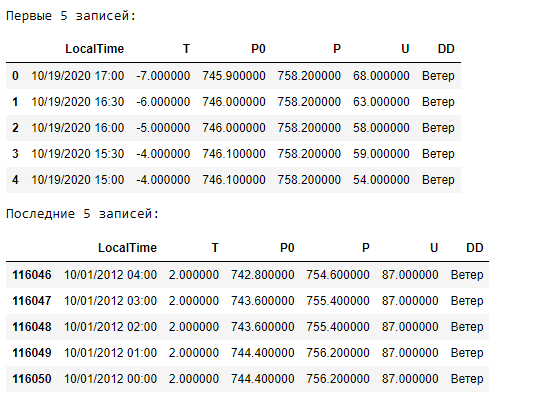 Первые 5 записей:
LocalTime T P0 P U DD
0 10/19/2020 17:00 -7.000000 745.900000 758.200000 68.000000 Ветер
1 10/19/2020 16:30 -6.000000 746.000000 758.200000 63.000000 Ветер
2 10/19/2020 16:00 -5.000000 746.000000 758.200000 58.000000 Ветер
3 10/19/2020 15:30 -4.000000 746.100000 758.200000 59.000000 Ветер
4 10/19/2020 15:00 -4.000000 746.100000 758.200000 54.000000 Ветер
Последние 5 записей:
LocalTime T P0 P U DD
116046 10/01/2012 04:00 2.000000 742.800000 754.600000 87.000000 Ветер
116047 10/01/2012 03:00 2.000000 743.600000 755.400000 87.000000 Ветер
116048 10/01/2012 02:00 2.000000 743.600000 755.400000 87.000000 Ветер
116049 10/01/2012 01:00 2.000000 744.400000 756.200000 87.000000 Ветер
116050 10/01/2012 00:00 2.000000 744.400000 756.200000 87.000000 Ветер